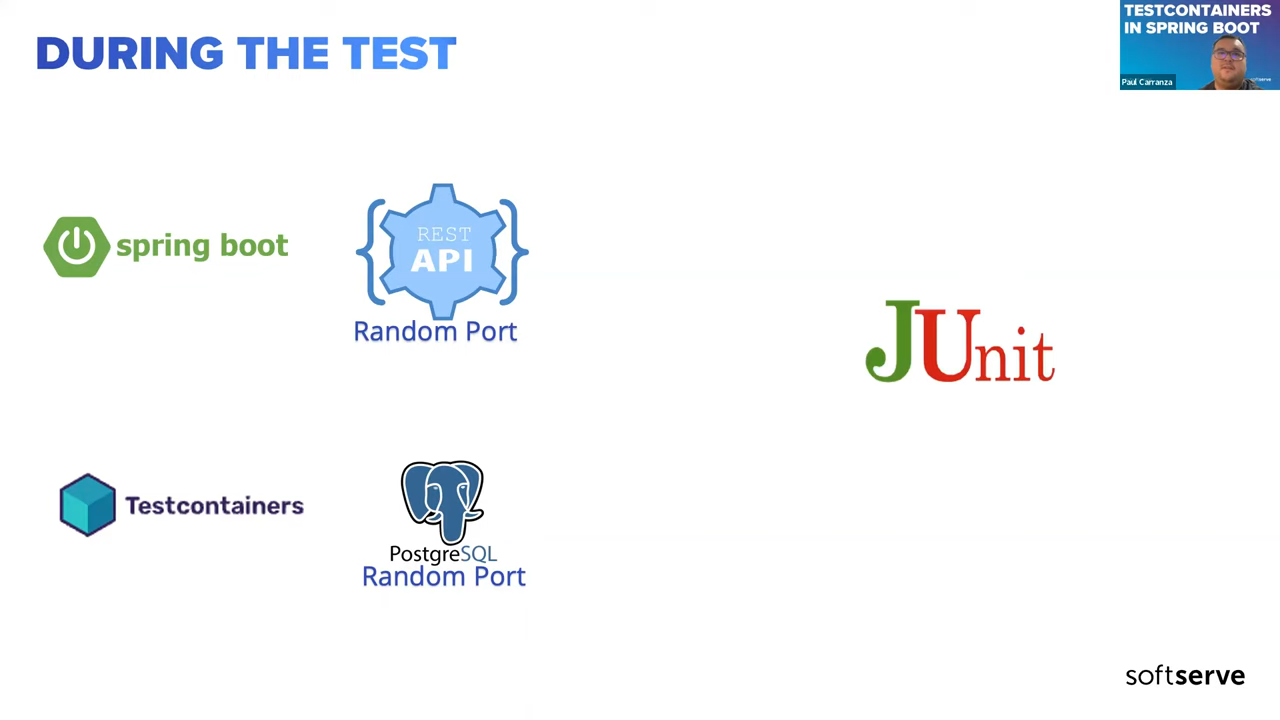 DURING THE TEST
TESTCONTAINERS
IN SPRING BOOT
Paul Carranza
softserve
spring boot
{ REST }
API
Random Port
JUnit
Testcontainers
PostgreSQL
Random Port
softserve